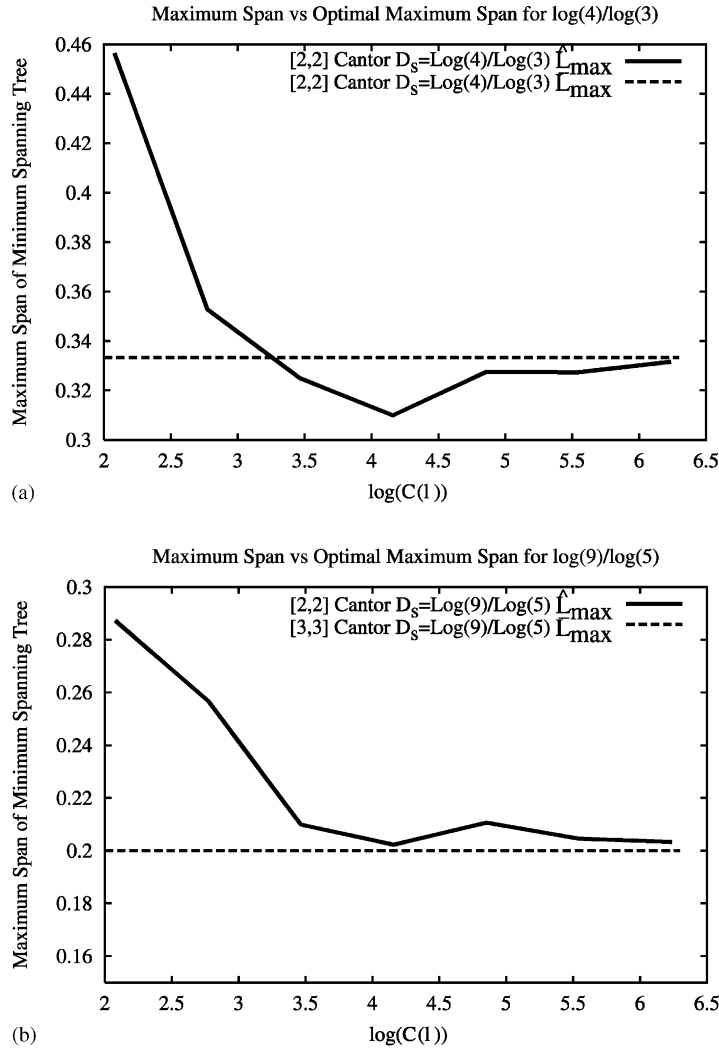 Maximum Span vs Optimal Maximum Span for log(4)/log(3)
0.46
0.44
0.42
0.4
0.38
0.36
0.34
0.32
0.3
Maximum Span of Minimum Spanning Tree
[2,2] Cantor Dₛ=Log(4)/Log(3) L̂max
[2,2] Cantor Dₛ=Log(4)/Log(3) Lmax
2 2.5 3 3.5 4 4.5 5 5.5 6 6.5
(a)
log(C(l))
Maximum Span vs Optimal Maximum Span for log(9)/log(5)
0.3
0.28
0.26
0.24
0.22
0.2
0.18
0.16
Maximum Span of Minimum Spanning Tree
[2,2] Cantor Dₛ=Log(9)/Log(5) L̂max
[3,3] Cantor Dₛ=Log(9)/Log(5) Lmax
2 2.5 3 3.5 4 4.5 5 5.5 6 6.5
(b)
log(C(l))